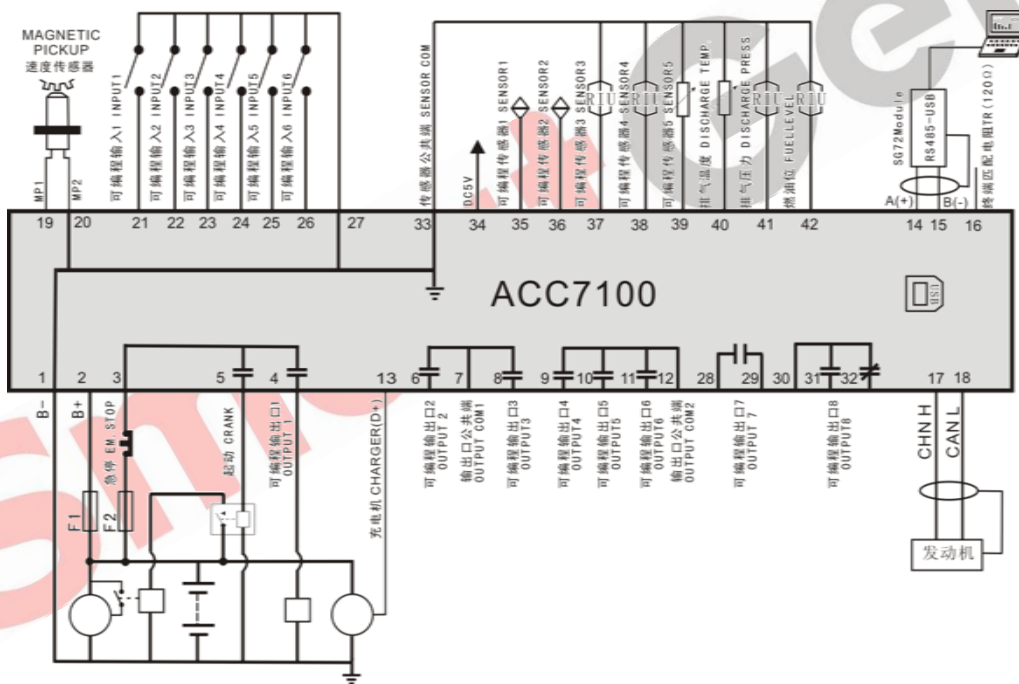 MAGNETIC
PICKUP
速度传感器
MP1
MP2
可编程输入1 INPUT1
可编程输入2 INPUT2
可编程输入3 INPUT3
可编程输入4 INPUT4
可编程输入5 INPUT5
可编程输入6 INPUT6
传感器公共端 SENSOR COM
DC5V
可编程传感器1 SENSOR1
可编程传感器2 SENSOR2
可编程传感器3 SENSOR3
可编程传感器4 SENSOR4
可编程传感器5 SENSOR5
排气温度 DISCHARGE TEMP.
排气压力 DISCHARGE PRESS
燃油位 FUELLEVEL
R I U
R I U
R I U
R I U
SG72Module
RS485-USB
A(+)
B(-)
终端匹配电阻TR(120Ω)
19 20 21 22 23 24 25 26 27 33 34 35 36 37 38 39 40 41 42 14 15 16
ACC7100
USB
1 2 3 5 4 13 6 7 8 9 10 11 12 28 29 30 31 32 17 18
B-
B+
急停 EM STOP
起动 CRANK
可编程输出口1
OUTPUT 1
充电机 CHARGER(D+)
可编程输出口2
OUTPUT 2
输出口公共端
OUTPUT COM1
可编程输出口3
OUTPUT3
可编程输出口4
OUTPUT4
可编程输出口5
OUTPUT5
可编程输出口6
OUTPUT6
输出口公共端
OUTPUT COM2
可编程输出口7
OUTPUT 7
可编程输出口8
OUTPUT8
CHN H
CAN L
F1
F2
发动机
Smart Gen